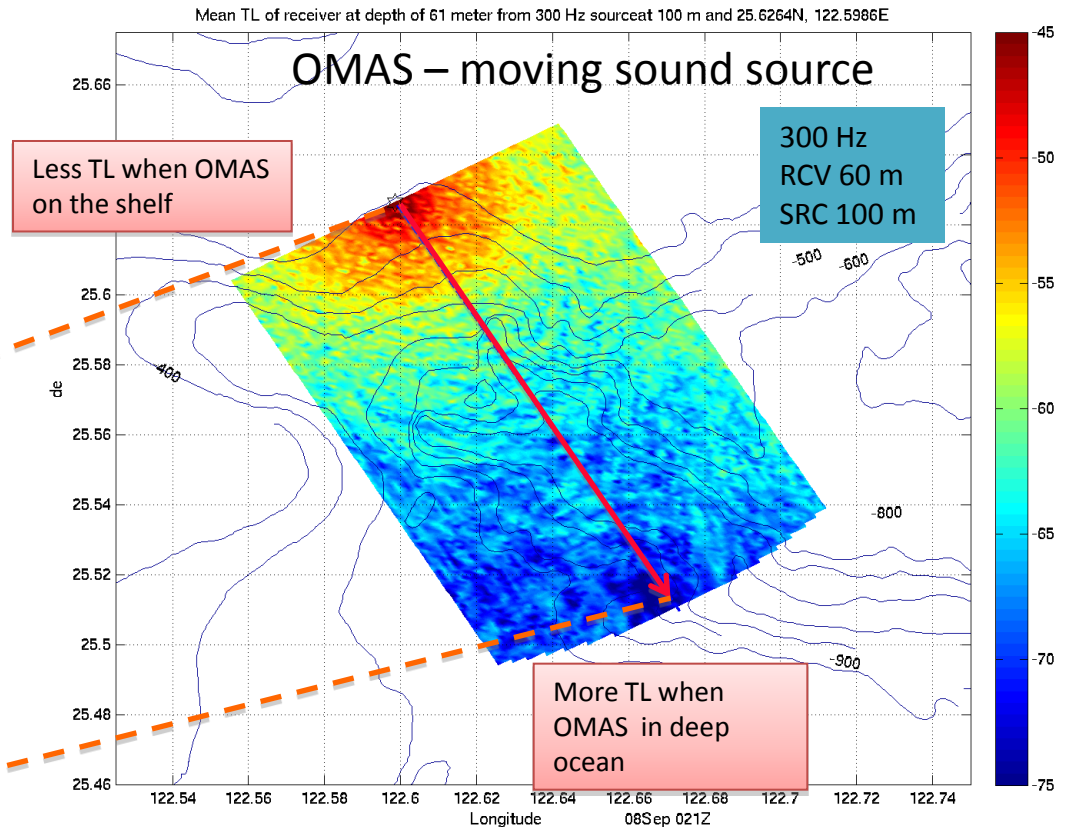 Mean TL of receiver at depth of 61 meter from 300 Hz sourceat 100 m and 25.6264N, 122.5986E
OMAS – moving sound source
300 Hz
RCV 60 m
SRC 100 m
Less TL when OMAS
on the shelf
More TL when
OMAS in deep
ocean
-500
-600
-400
-800
-900
de
25.66
25.6
25.58
25.56
25.54
25.52
25.5
25.48
25.46
122.54
122.56
122.58
122.6
122.62
122.64
122.66
122.68
122.7
122.72
122.74
Longitude
08Sep 021Z
-45
-50
-55
-60
-65
-70
-75